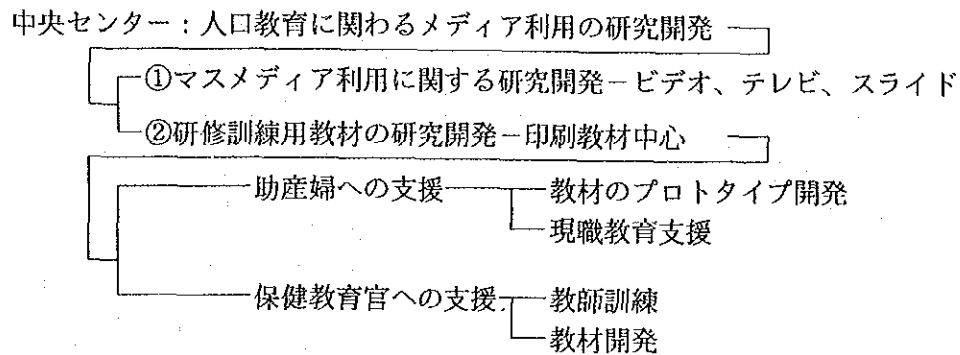 中央センター：人口教育に関わるメディア利用の研究開発
①マスメディア利用に関する研究開発－ビデオ、テレビ、スライド
②研修訓練用教材の研究開発－印刷教材中心
助産婦への支援 教材のプロトタイプ開発
現職教育支援
保健教育官への支援 教師訓練
教材開発